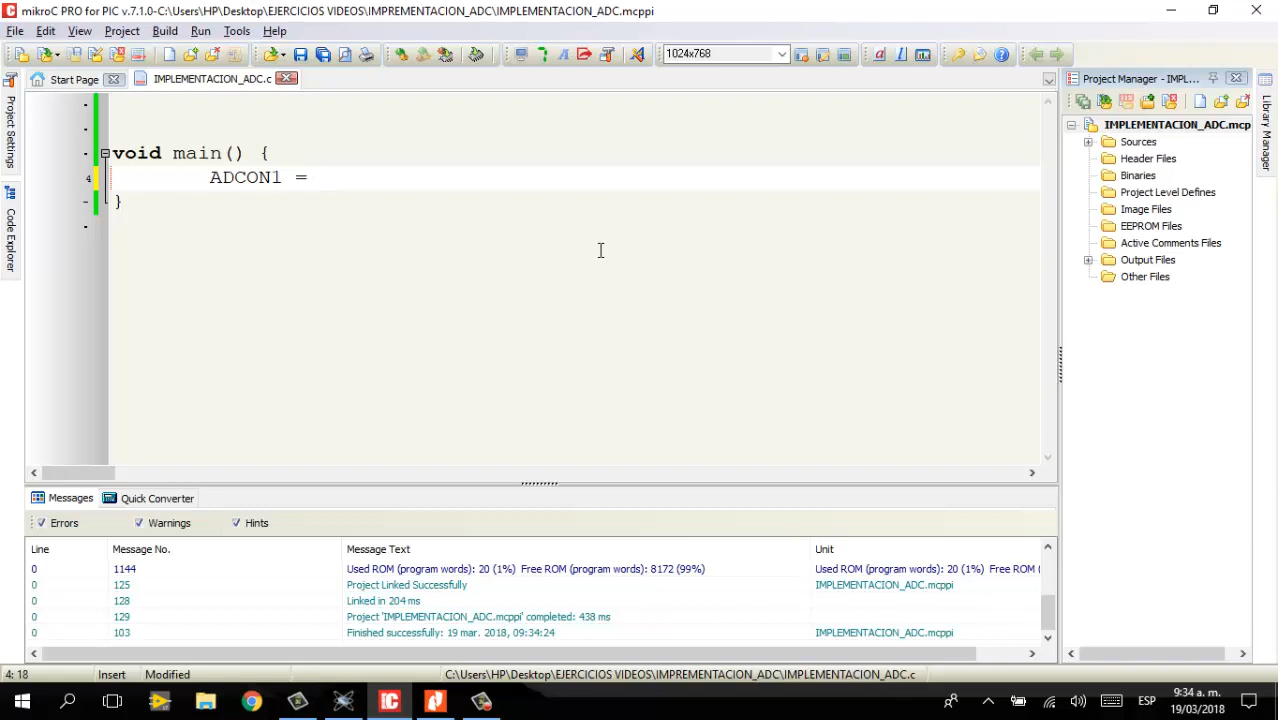 mikroC PRO for PIC v.7.1.0-C:\Users\HP\Desktop\EJERCICIOS VIDEOS\IMPREMENTACION_ADC\IMPLEMENTACION_ADC.mcppi
File Edit View Project Build Run Tools Help
1024x768
Start Page IMPLEMENTACION_ADC.c Project Manager - IMPL...
Project Settings
Code Explorer
Library Manager
void main() {
4 ADCON1 =
}
IMPLEMENTACION_ADC.mcp
Sources
Header Files
Binaries
Project Level Defines
Image Files
EEPROM Files
Active Comments Files
Output Files
Other Files
Messages Quick Converter
Errors Warnings Hints
Line Message No. Message Text Unit
0 1144 Used ROM (program words): 20 (1%) Free ROM (program words): 8172 (99%) Used ROM (program words): 20 (1%) Free ROM (
0 125 Project Linked Successfully IMPLEMENTACION_ADC.mcppi
0 128 Linked in 204 ms
0 129 Project 'IMPLEMENTACION_ADC.mcppi' completed: 438 ms
0 103 Finished successfully: 19 mar. 2018, 09:34:24 IMPLEMENTACION_ADC.mcppi
4: 18 Insert Modified C:\Users\HP\Desktop\EJERCICIOS VIDEOS\IMPREMENTACION_ADC\IMPLEMENTACION_ADC.c
ESP 9:34 a. m.
19/03/2018